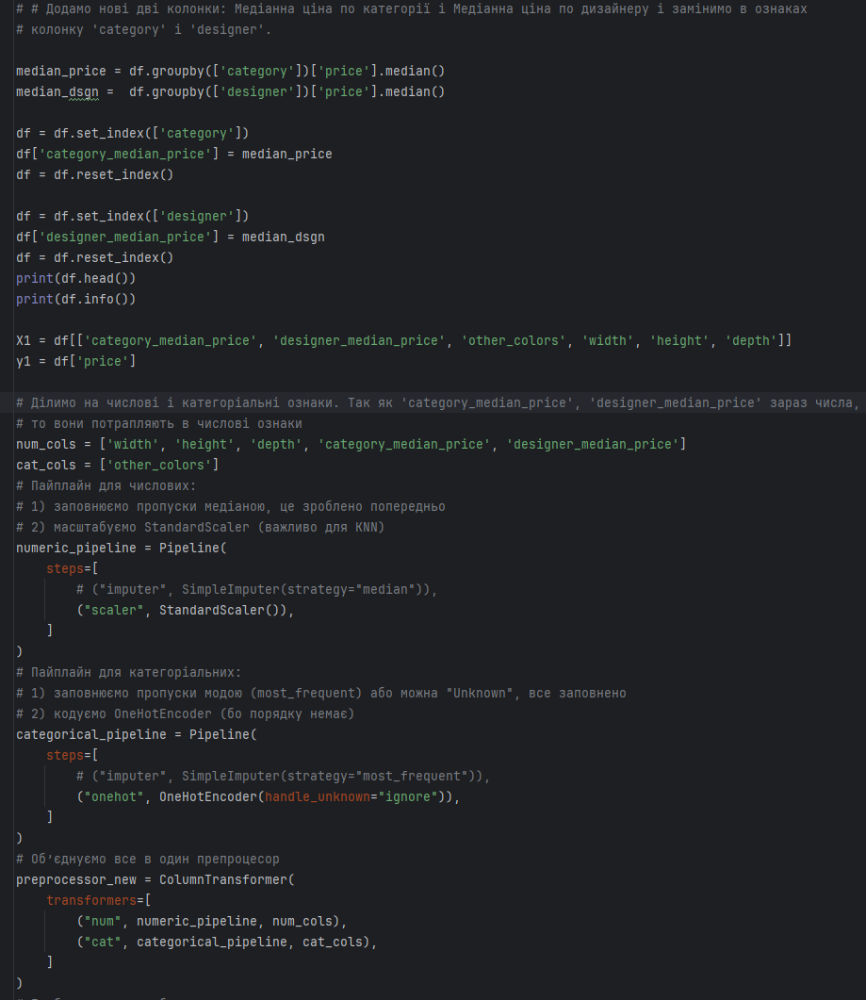 # # Додамо нові дві колонки: Медіанна ціна по категорії і Медіанна ціна по дизайнеру і замінимо в ознаках
# колонку 'category' і 'designer'.
median_price = df.groupby(['category'])['price'].median()
median_dsgn =  df.groupby(['designer'])['price'].median()
df = df.set_index(['category'])
df['category_median_price'] = median_price
df = df.reset_index()
df = df.set_index(['designer'])
df['designer_median_price'] = median_dsgn
df = df.reset_index()
print(df.head())
print(df.info())
X1 = df[['category_median_price', 'designer_median_price', 'other_colors', 'width', 'height', 'depth']]
y1 = df['price']
# Ділимо на числові і категоріальні ознаки. Так як 'category_median_price', 'designer_median_price' зараз числа,
# то вони потрапляють в числові ознаки
num_cols = ['width', 'height', 'depth', 'category_median_price', 'designer_median_price']
cat_cols = ['other_colors']
# Пайплайн для числових:
# 1) заповнюємо пропуски медіаною, це зроблено попередньо
# 2) масштабуємо StandardScaler (важливо для KNN)
numeric_pipeline = Pipeline(
    steps=[
        # ("imputer", SimpleImputer(strategy="median")),
        ("scaler", StandardScaler()),
    ]
)
# Пайплайн для категоріальних:
# 1) заповнюємо пропуски модою (most_frequent) або можна "Unknown", все заповнено
# 2) кодуємо OneHotEncoder (бо порядку немає)
categorical_pipeline = Pipeline(
    steps=[
        # ("imputer", SimpleImputer(strategy="most_frequent")),
        ("onehot", OneHotEncoder(handle_unknown="ignore")),
    ]
)
# Об’єднуємо все в один препроцесор
preprocessor_new = ColumnTransformer(
    transformers=[
        ("num", numeric_pipeline, num_cols),
        ("cat", categorical_pipeline, cat_cols),
    ]
)